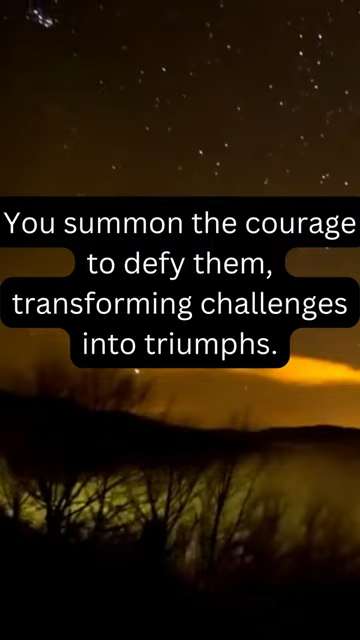 You summon the courage
to defy them,
transforming challenges
into triumphs.